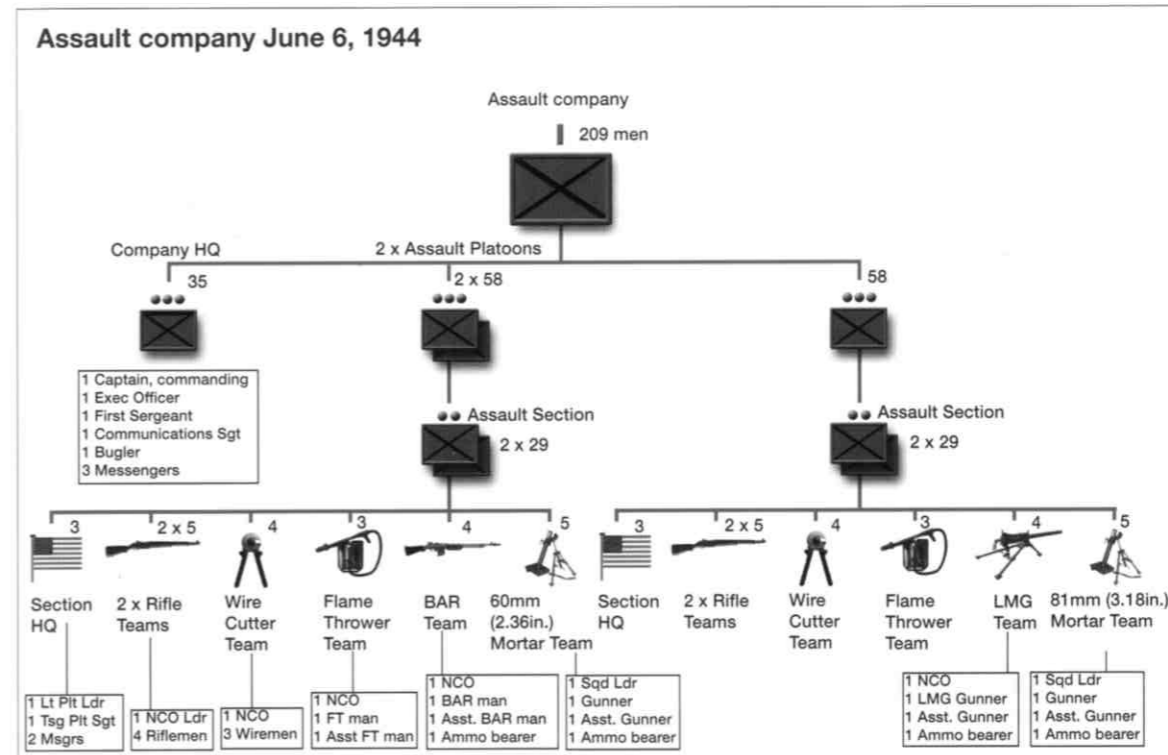 Assault company June 6, 1944
Assault company
209 men
Company HQ
2 x Assault Platoons
35
2 x 58
58
1 Captain, commanding
1 Exec Officer
1 First Sergeant
1 Communications Sgt
1 Bugler
3 Messengers
Assault Section
2 x 29
Assault Section
2 x 29
3
2 x 5
4
3
4
5
3
2 x 5
4
3
4
5
Section
HQ
2 x Rifle
Teams
Wire
Cutter
Team
Flame
Thrower
Team
BAR
Team
60mm
(2.36in.)
Mortar Team
Section
HQ
2 x Rifle
Teams
Wire
Cutter
Team
Flame
Thrower
Team
LMG
Team
81mm (3.18in.)
Mortar Team
1 Lt Plt Ldr
1 Tsg Plt Sgt
2 Msgrs
1 NCO Ldr
4 Riflemen
1 NCO
3 Wiremen
1 NCO
1 FT man
1 Asst FT man
1 NCO
1 BAR man
1 Asst. BAR man
1 Ammo bearer
1 Sqd Ldr
1 Gunner
1 Asst. Gunner
1 Ammo bearer
1 NCO
1 LMG Gunner
1 Asst. Gunner
1 Ammo bearer
1 Sqd Ldr
1 Gunner
1 Asst. Gunner
1 Ammo bearer